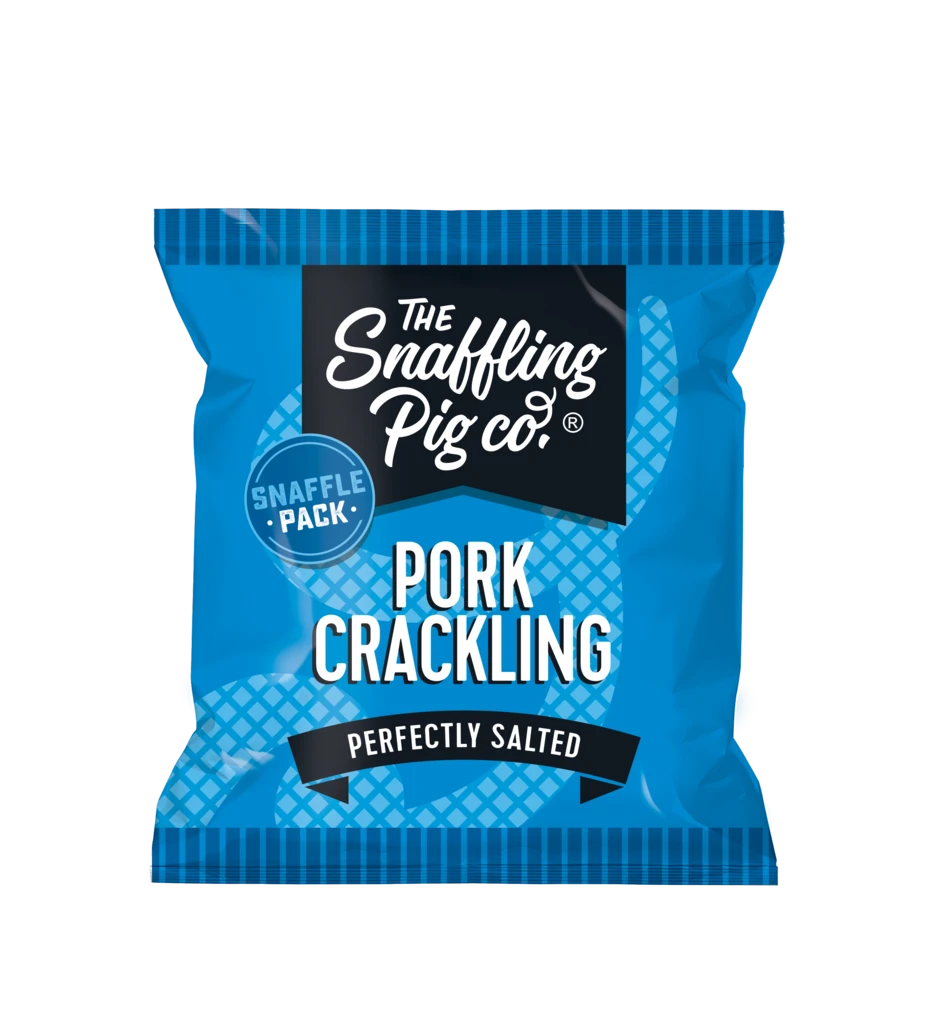 THE
Snaffling
Pig co.®
SNAFFLE
·PACK·
PORK
CRACKLING
PERFECTLY SALTED